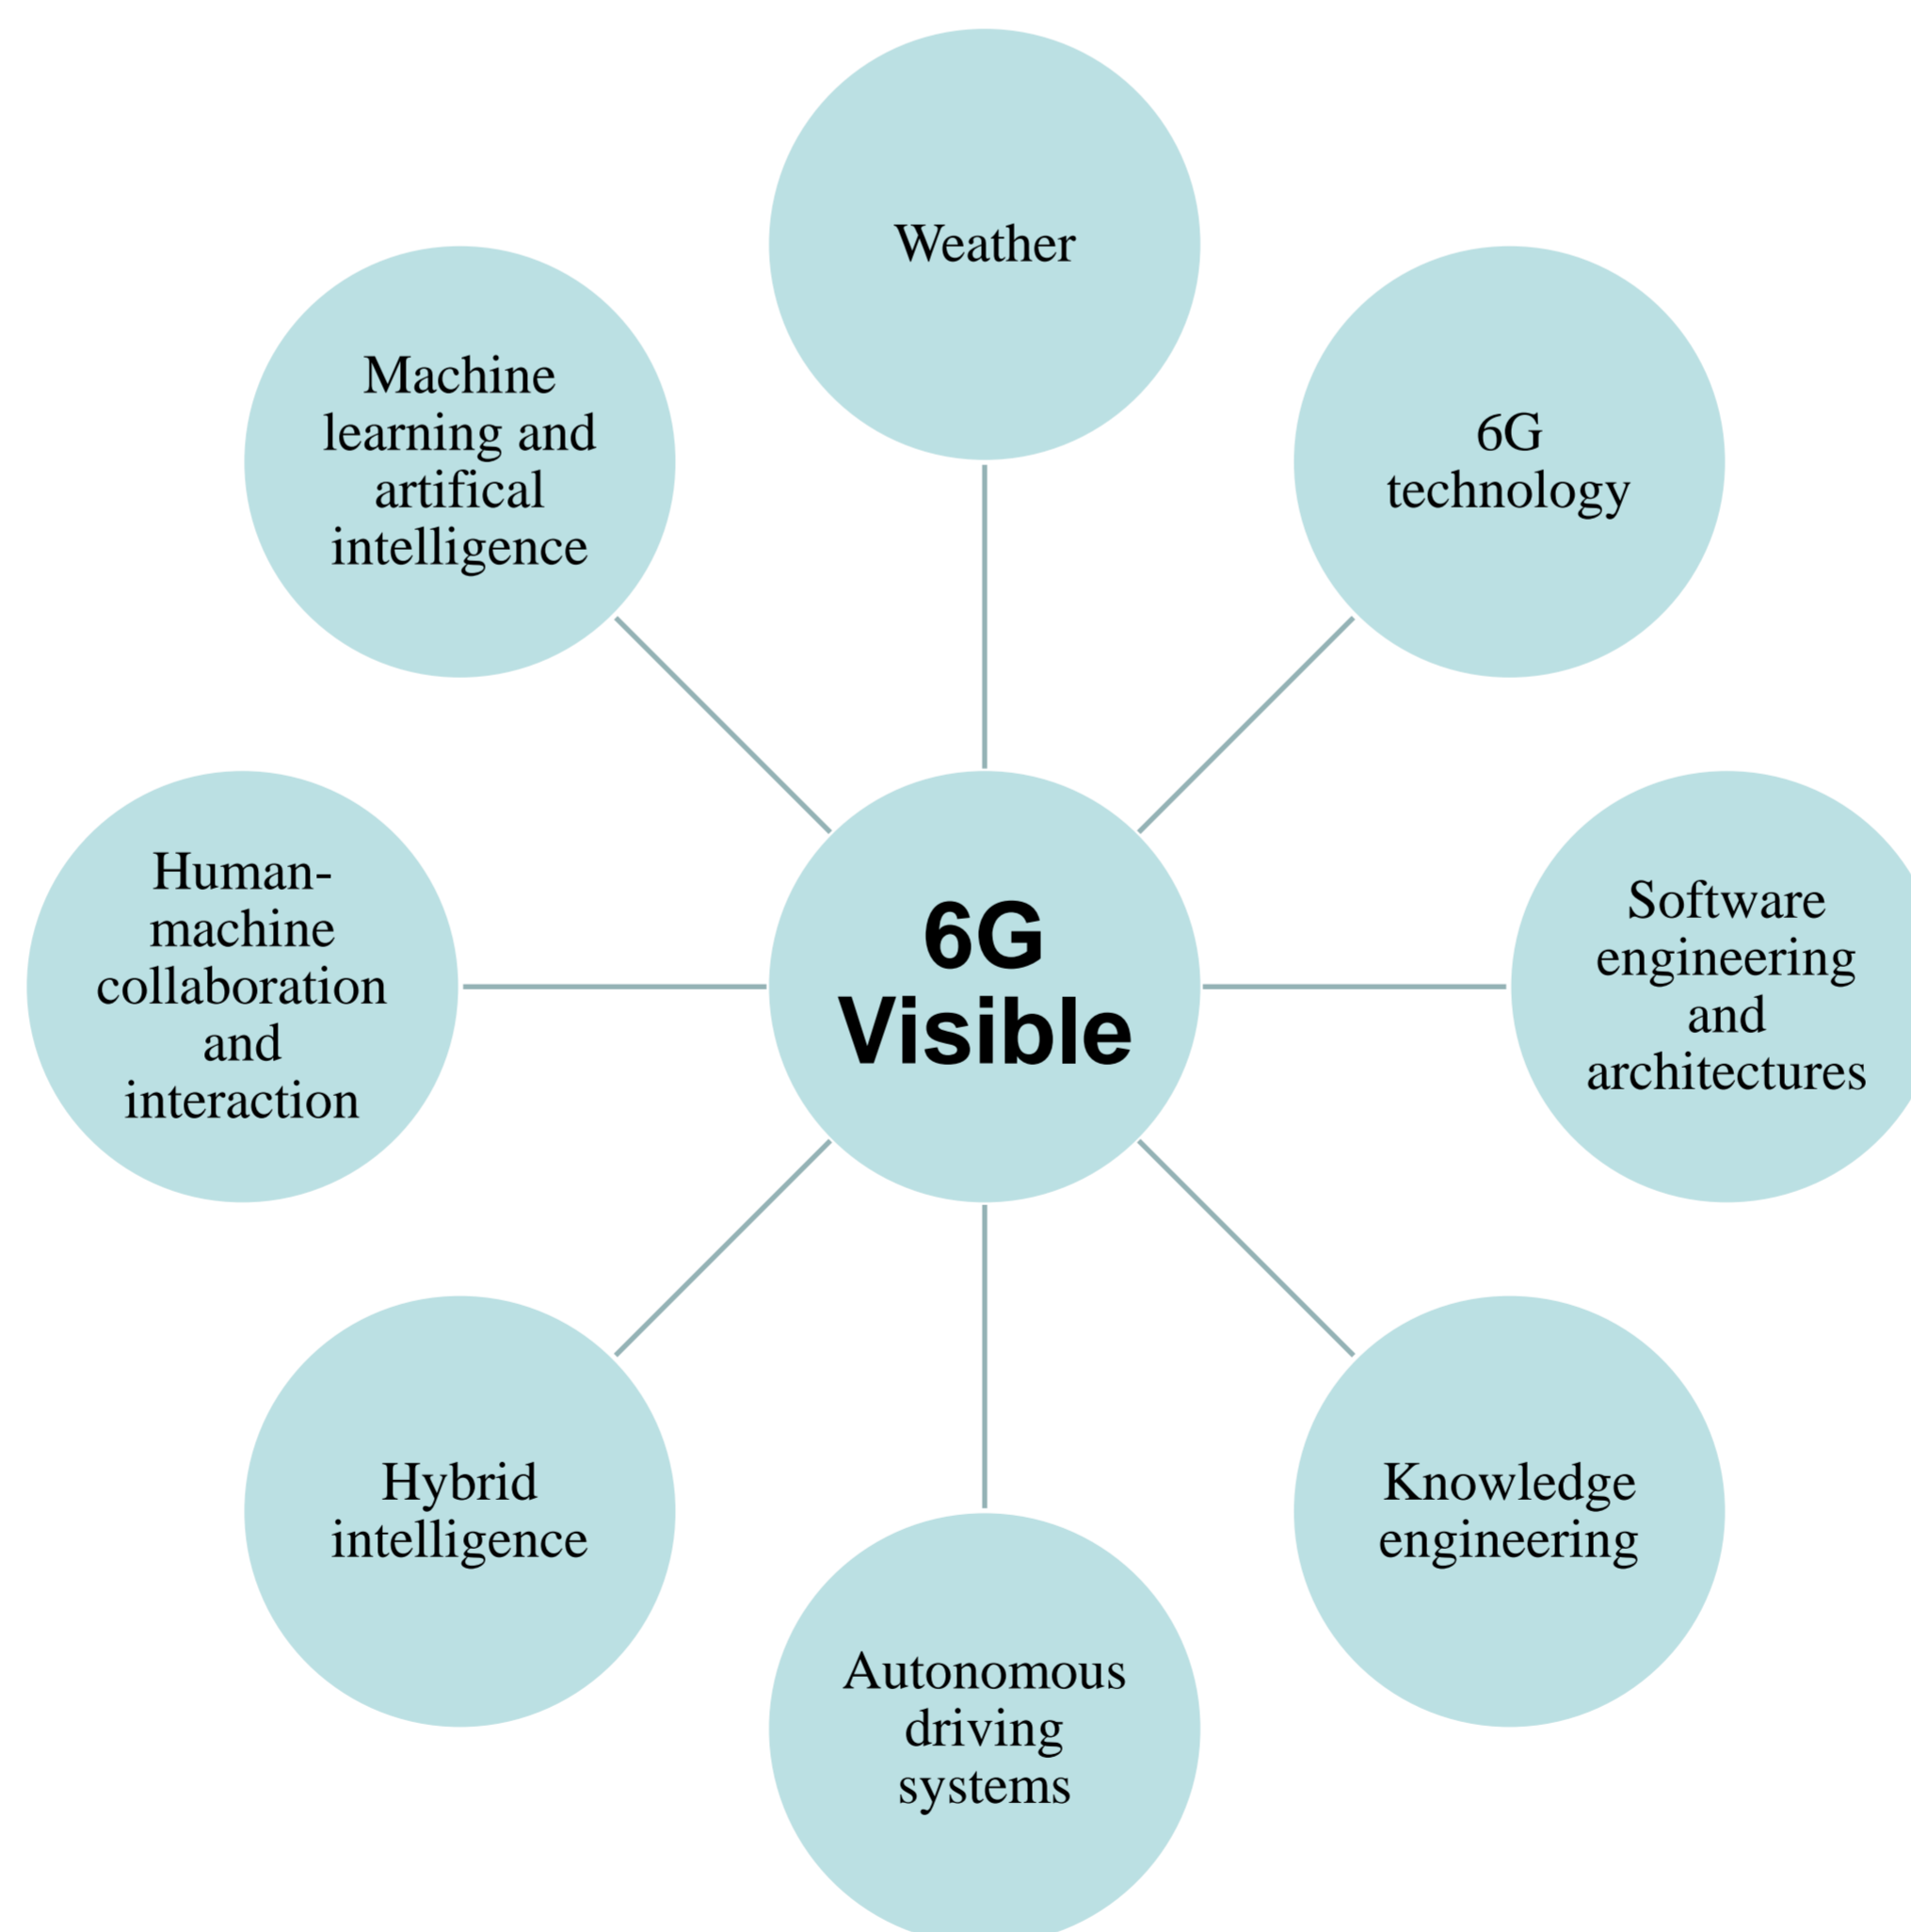 Weather
6G
technology
Software
engineering
and
architectures
Knowledge
engineering
Autonomous
driving
systems
Hybrid
intelligence
Human-
machine
collaboration
and
interaction
Machine
learning and
artifical
intelligence
6G
Visible